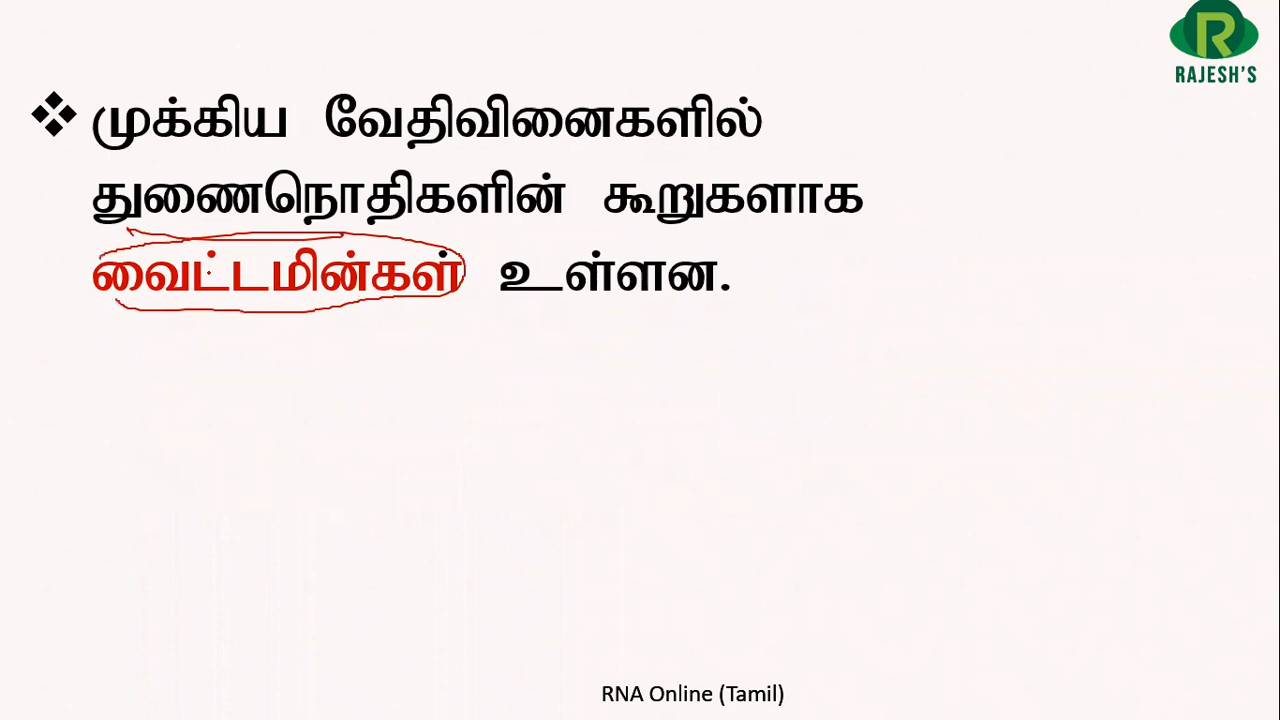 R
RAJESH'S
❖ முக்கிய வேதிவினைகளில்
துணைநொதிகளின் கூறுகளாக
வைட்டமின்கள் உள்ளன.
RNA Online (Tamil)